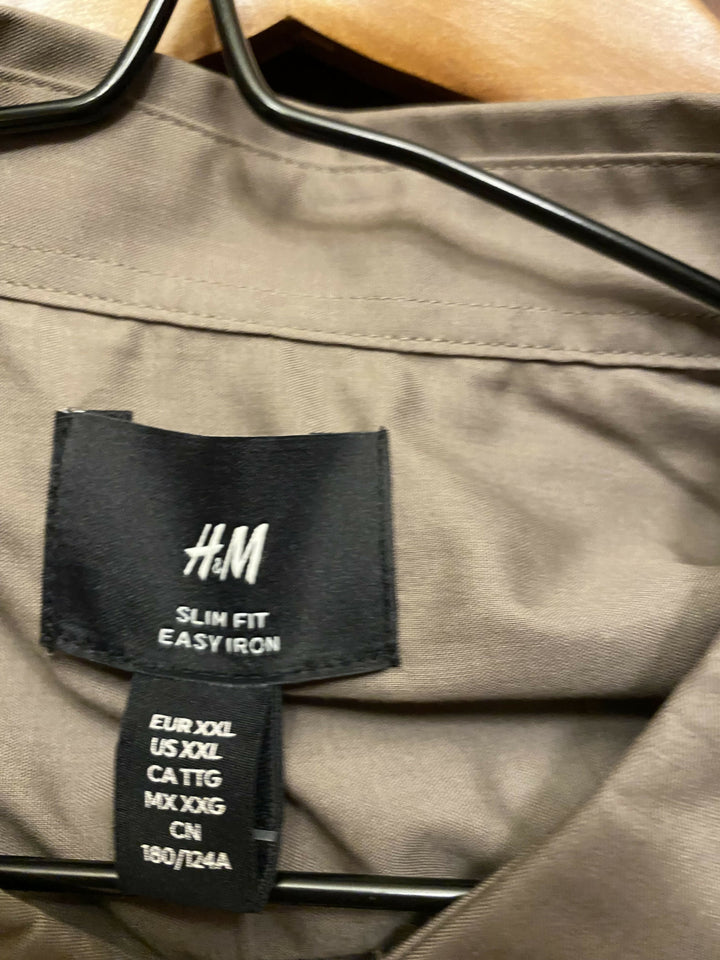 H&M
SLIM FIT
EASY IRON
EUR XXL
US XXL
CA TTG
MX XXG
CN
180/124A